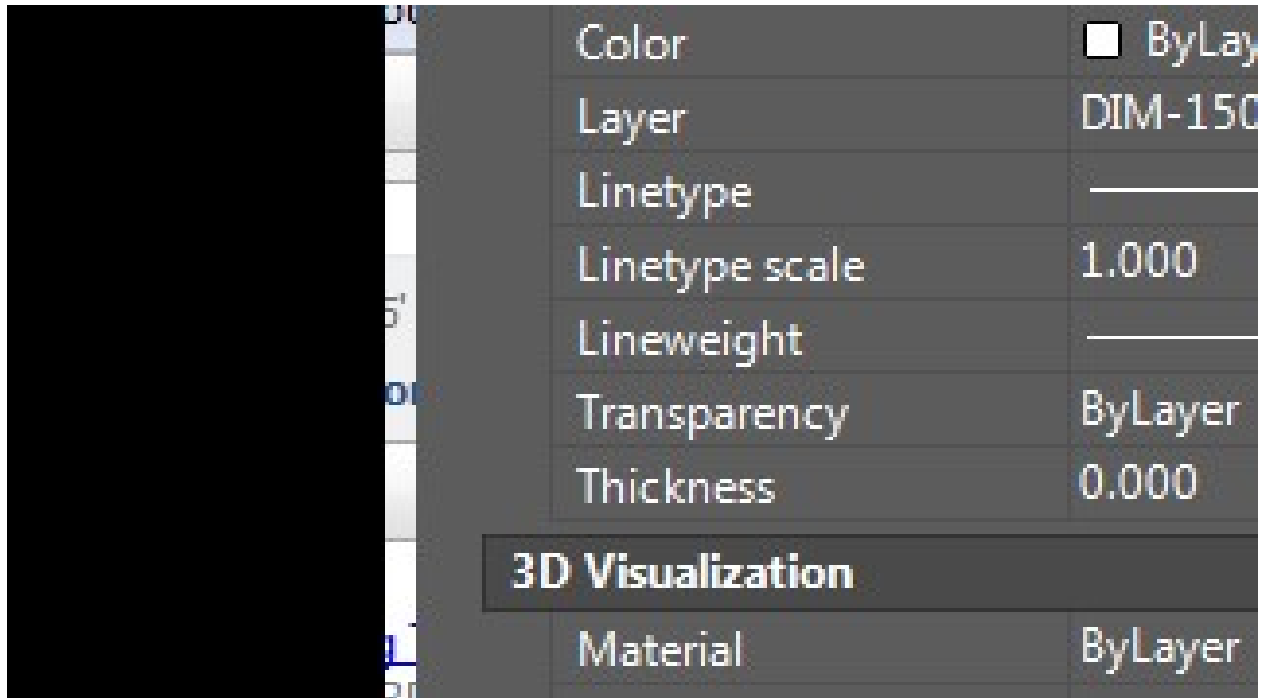 Color ByLay
Layer DIM-150
Linetype
Linetype scale 1.000
Lineweight
Transparency ByLayer
Thickness 0.000
3D Visualization
Material ByLayer